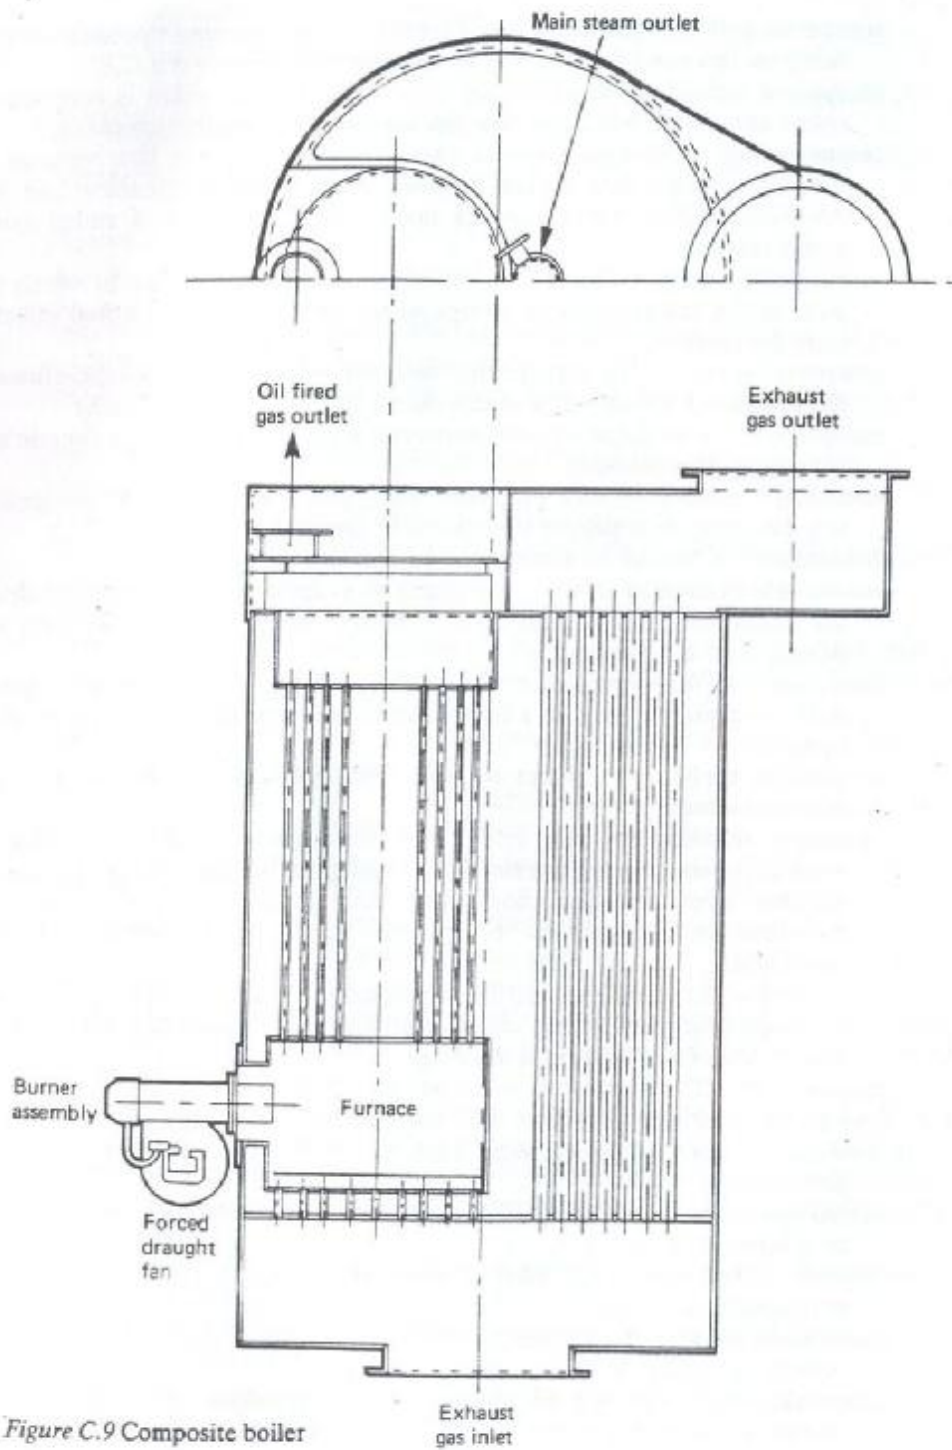 Main steam outlet
Oil fired
gas outlet
Exhaust
gas outlet
Burner
assembly
Furnace
Forced
draught
fan
Exhaust
gas inlet
Figure C.9 Composite boiler